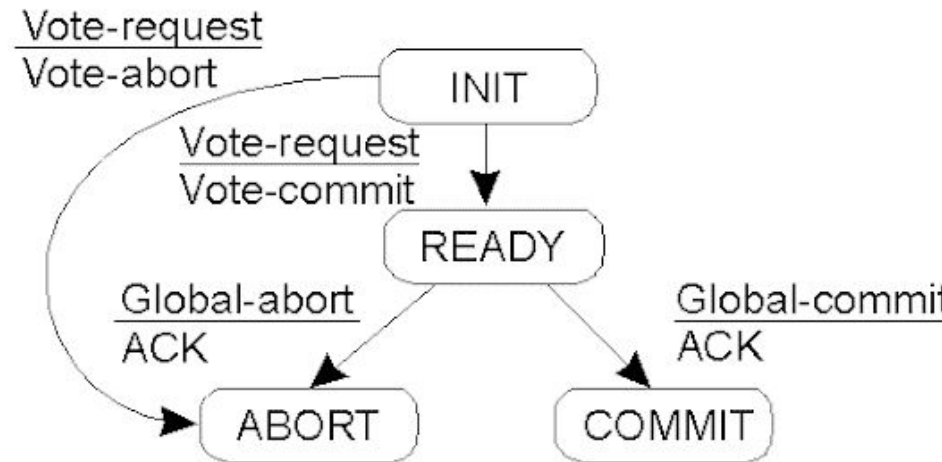 Vote-request
Vote-abort
INIT
Vote-request
Vote-commit
READY
Global-abort
ACK
Global-commit
ACK
ABORT
COMMIT